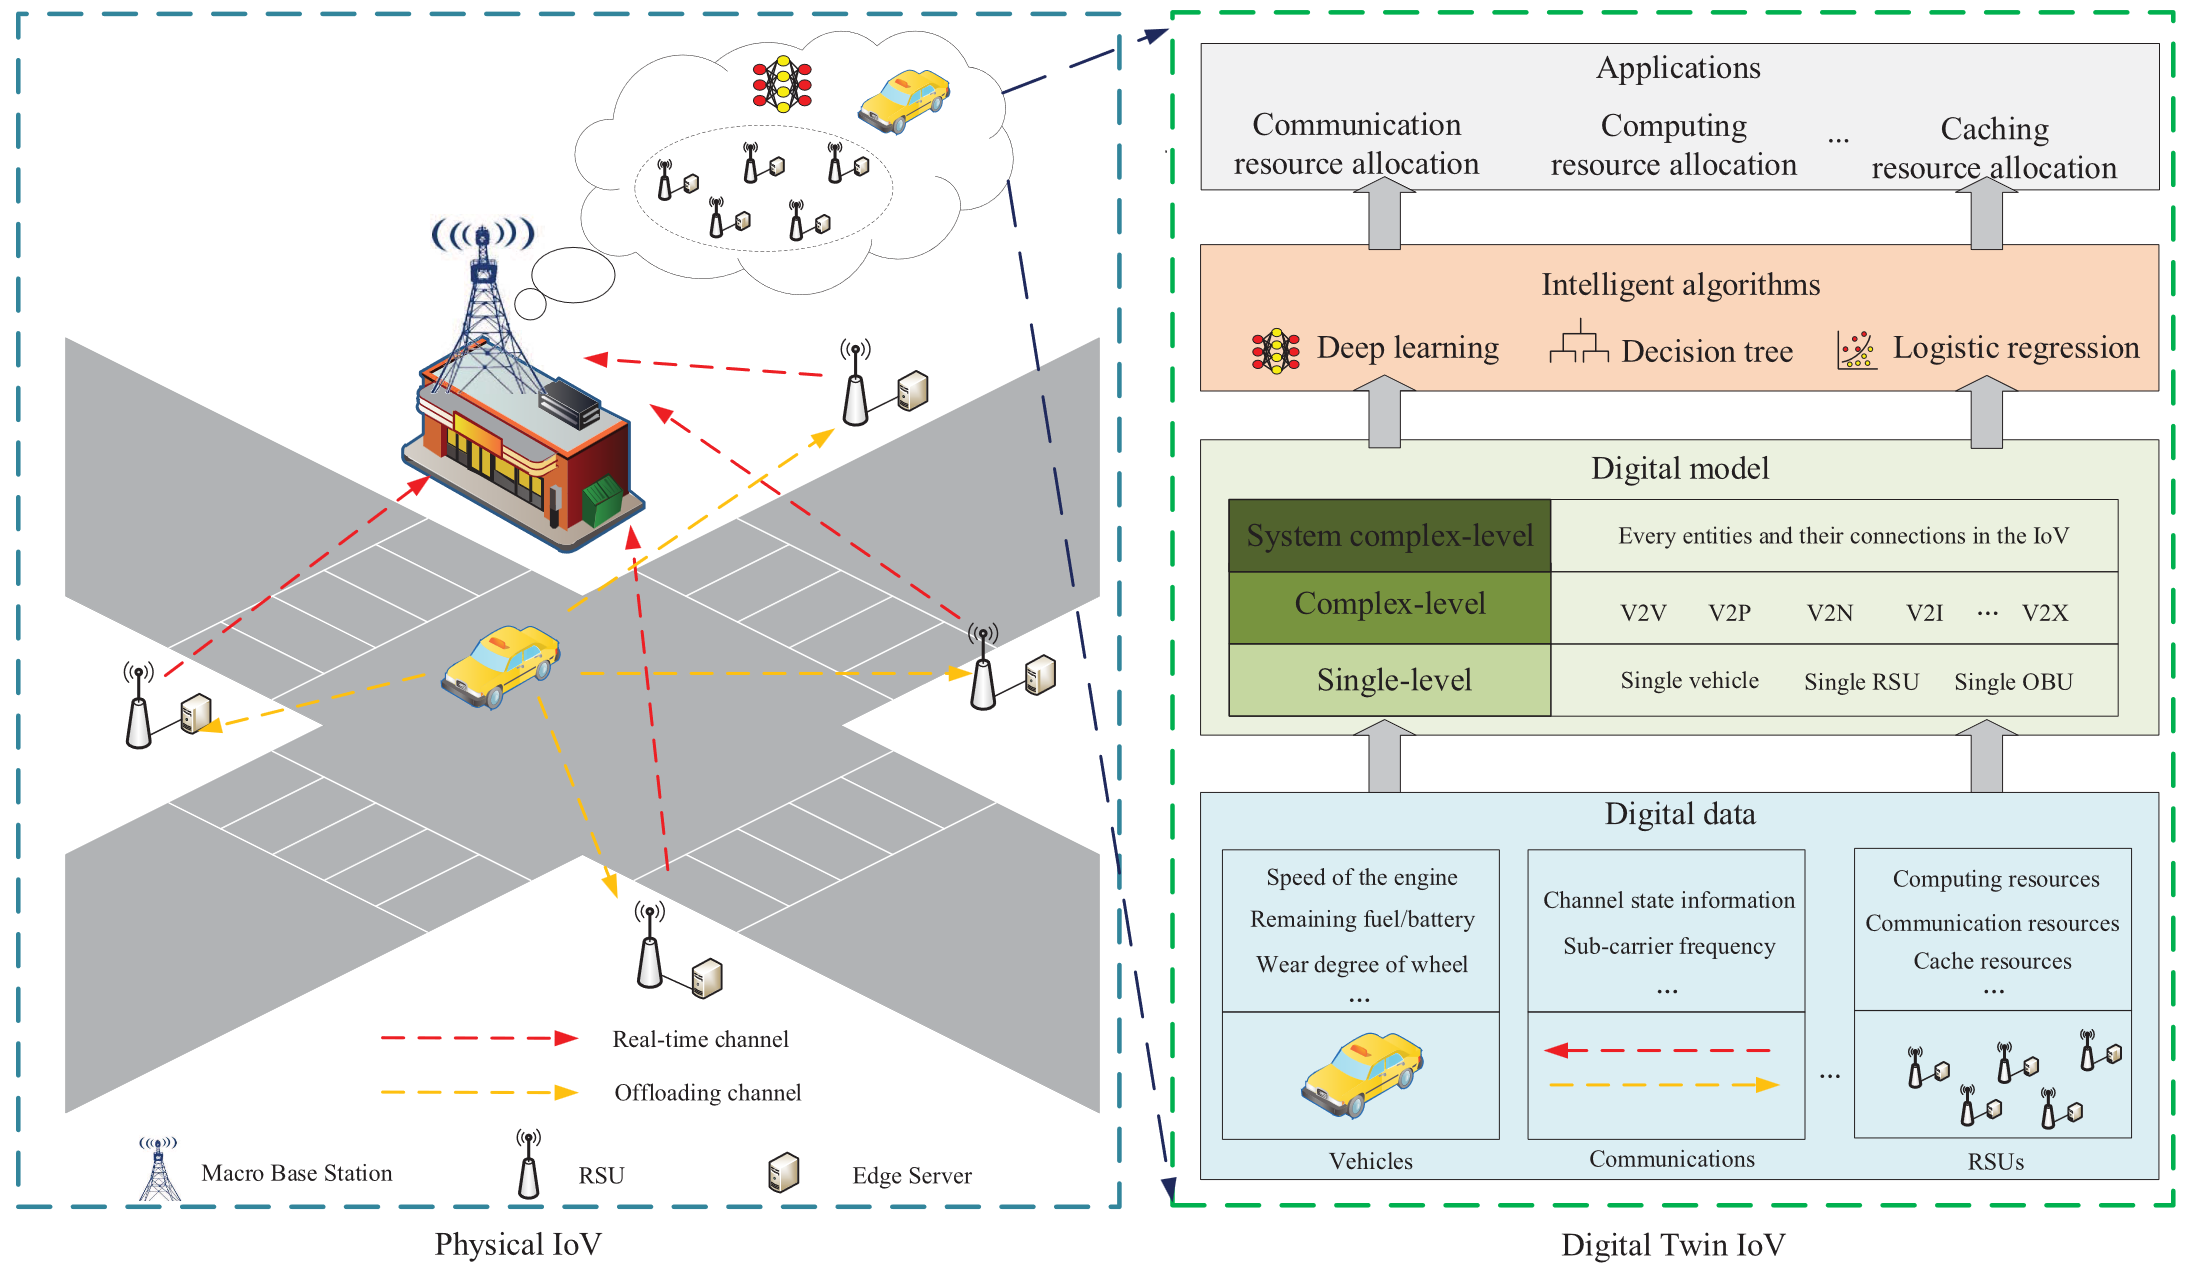 Real-time channel
Offloading channel
Macro Base Station
RSU
Edge Server
Physical IoV
Applications
Communication
resource allocation
Computing
resource allocation
...
Caching
resource allocation
Intelligent algorithms
Deep learning
Decision tree
Logistic regression
Digital model
System complex-level
Every entities and their connections in the IoV
Complex-level
V2V V2P V2N V2I ... V2X
Single-level
Single vehicle Single RSU Single OBU
Digital data
Speed of the engine
Remaining fuel/battery
Wear degree of wheel
...
Vehicles
Channel state information
Sub-carrier frequency
...
Communications
...
Computing resources
Communication resources
Cache resources
...
RSUs
Digital Twin IoV